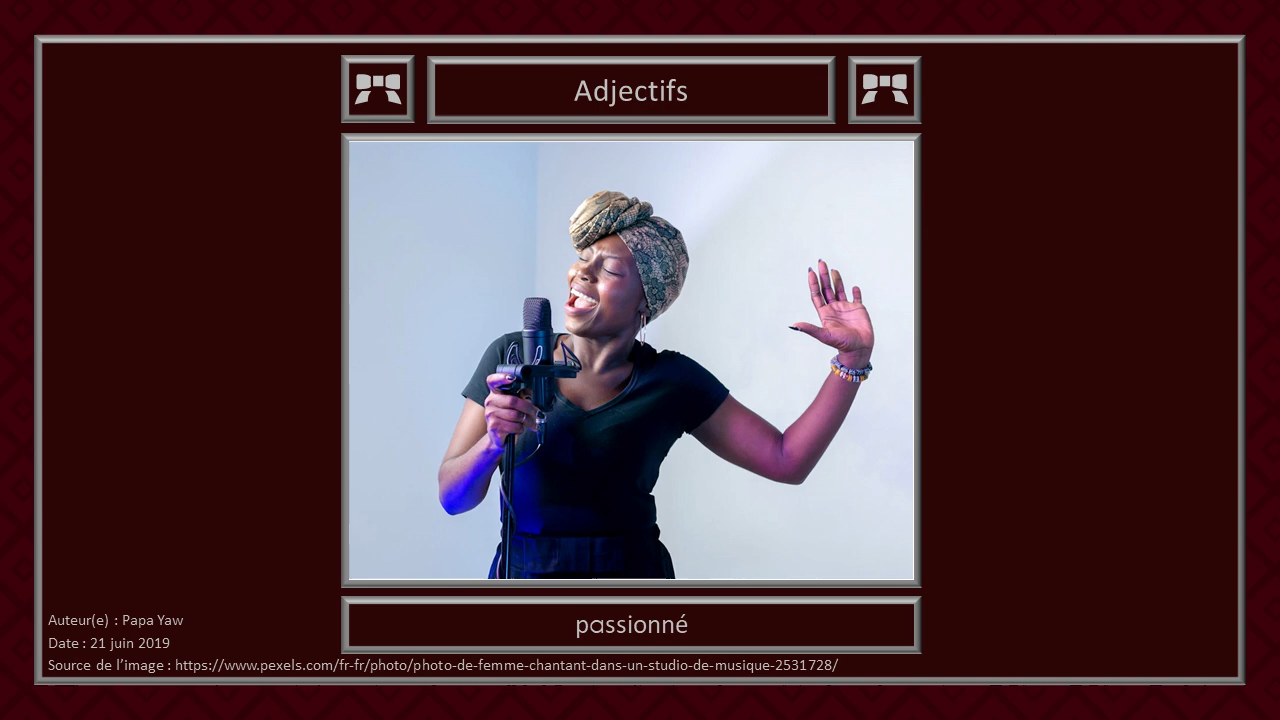 Adjectifs
passionné
Auteur(e) : Papa Yaw
Date : 21 juin 2019
Source de l’image : https://www.pexels.com/fr-fr/photo/photo-de-femme-chantant-dans-un-studio-de-musique-2531728/